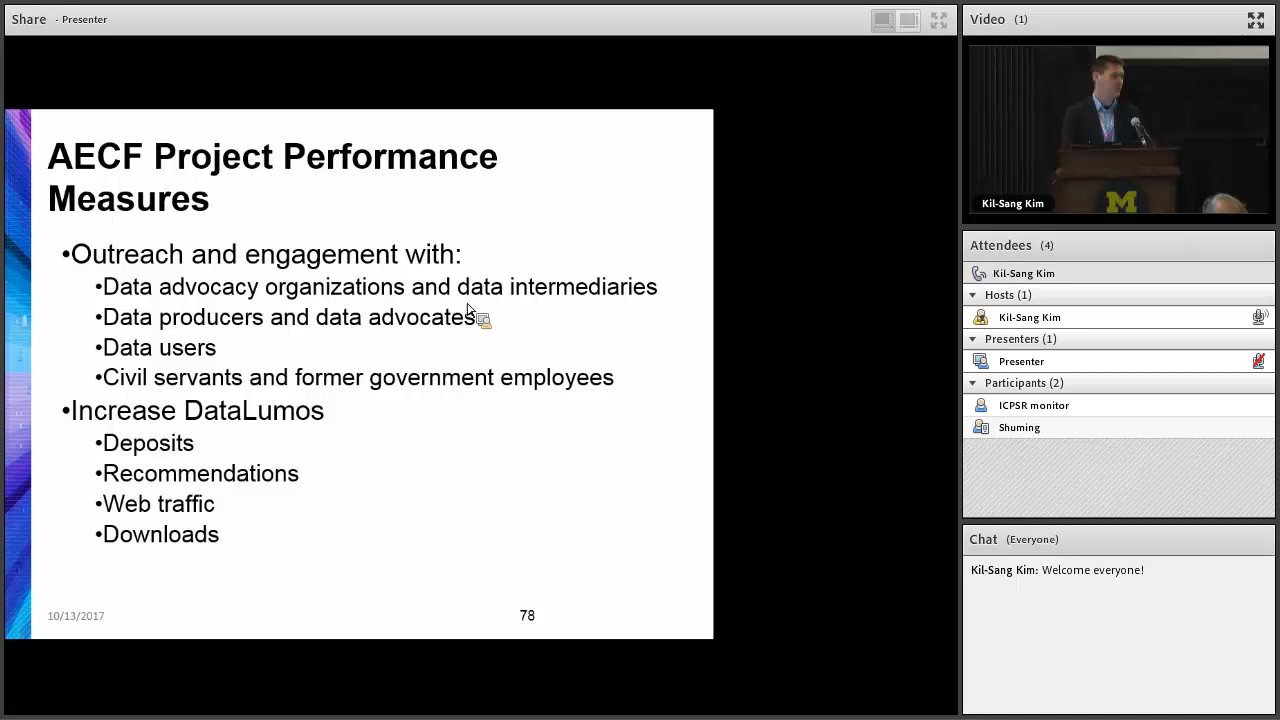 Share - Presenter
AECF Project Performance
Measures
•Outreach and engagement with:
•Data advocacy organizations and data intermediaries
•Data producers and data advocates
•Data users
•Civil servants and former government employees
•Increase DataLumos
•Deposits
•Recommendations
•Web traffic
•Downloads
10/13/2017
78
Video (1)
M
Kil-Sang Kim
Attendees (4)
Kil-Sang Kim
Hosts (1)
Kil-Sang Kim
Presenters (1)
Presenter
Participants (2)
ICPSR monitor
Shuming
Chat (Everyone)
Kil-Sang Kim: Welcome everyone!